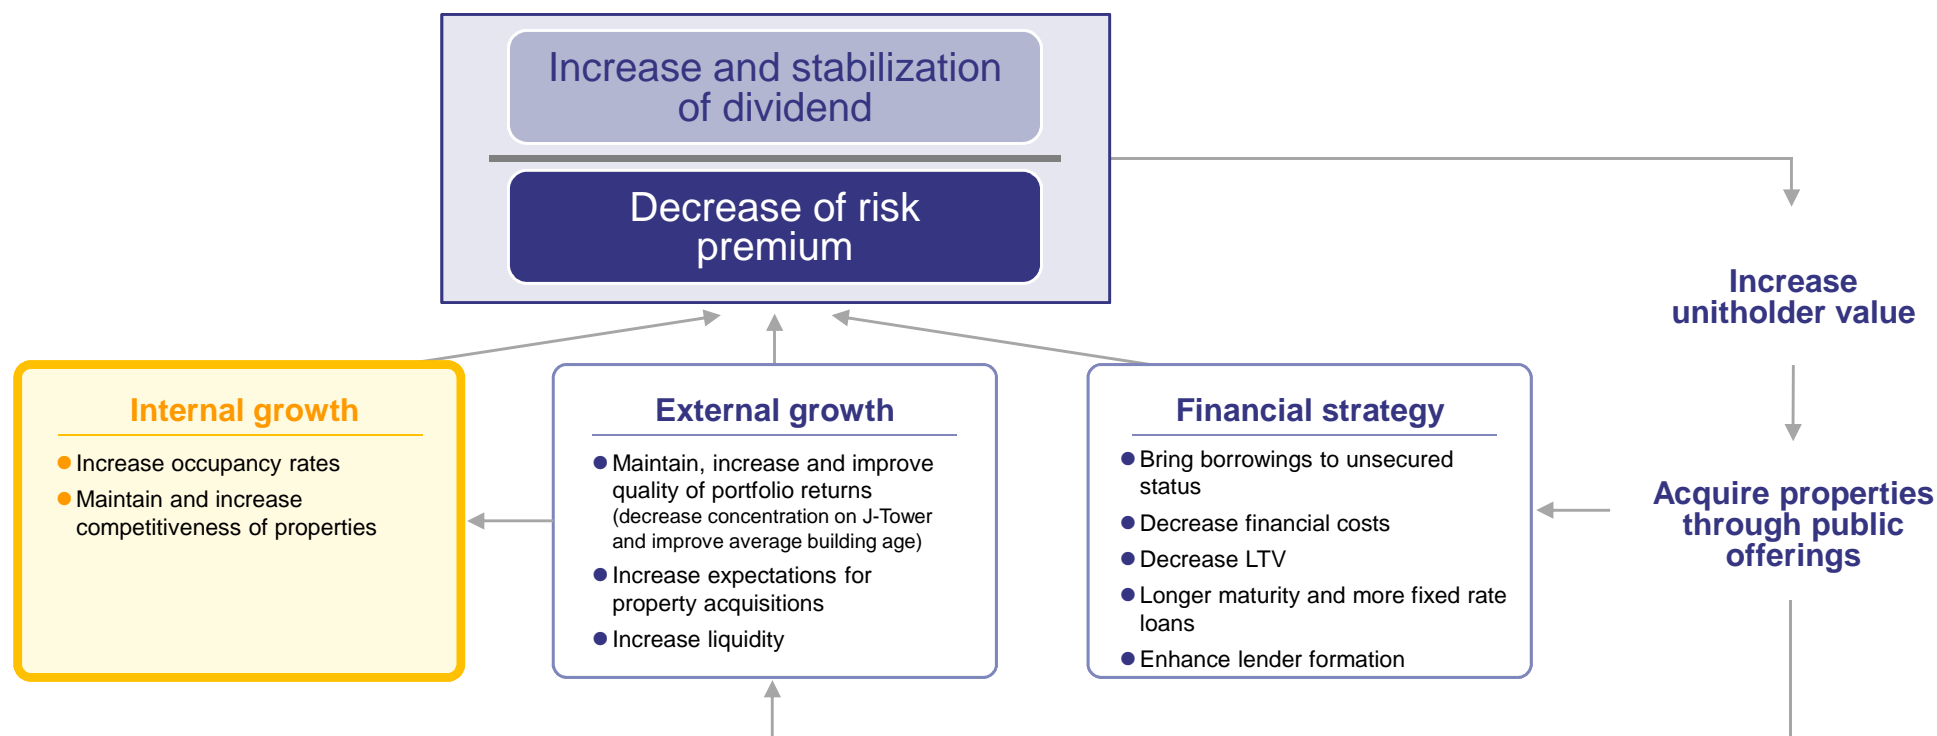 Increase and stabilization
of dividend
Decrease of risk
premium
Increase
unitholder value
Internal growth
Increase occupancy rates
Maintain and increase
competitiveness of properties
External growth
Maintain, increase and improve
quality of portfolio returns
(decrease concentration on J-Tower
and improve average building age)
Increase expectations for
property acquisitions
Increase liquidity
Financial strategy
Bring borrowings to unsecured
status
Decrease financial costs
Decrease LTV
Longer maturity and more fixed rate
loans
Enhance lender formation
Acquire properties
through public
offerings